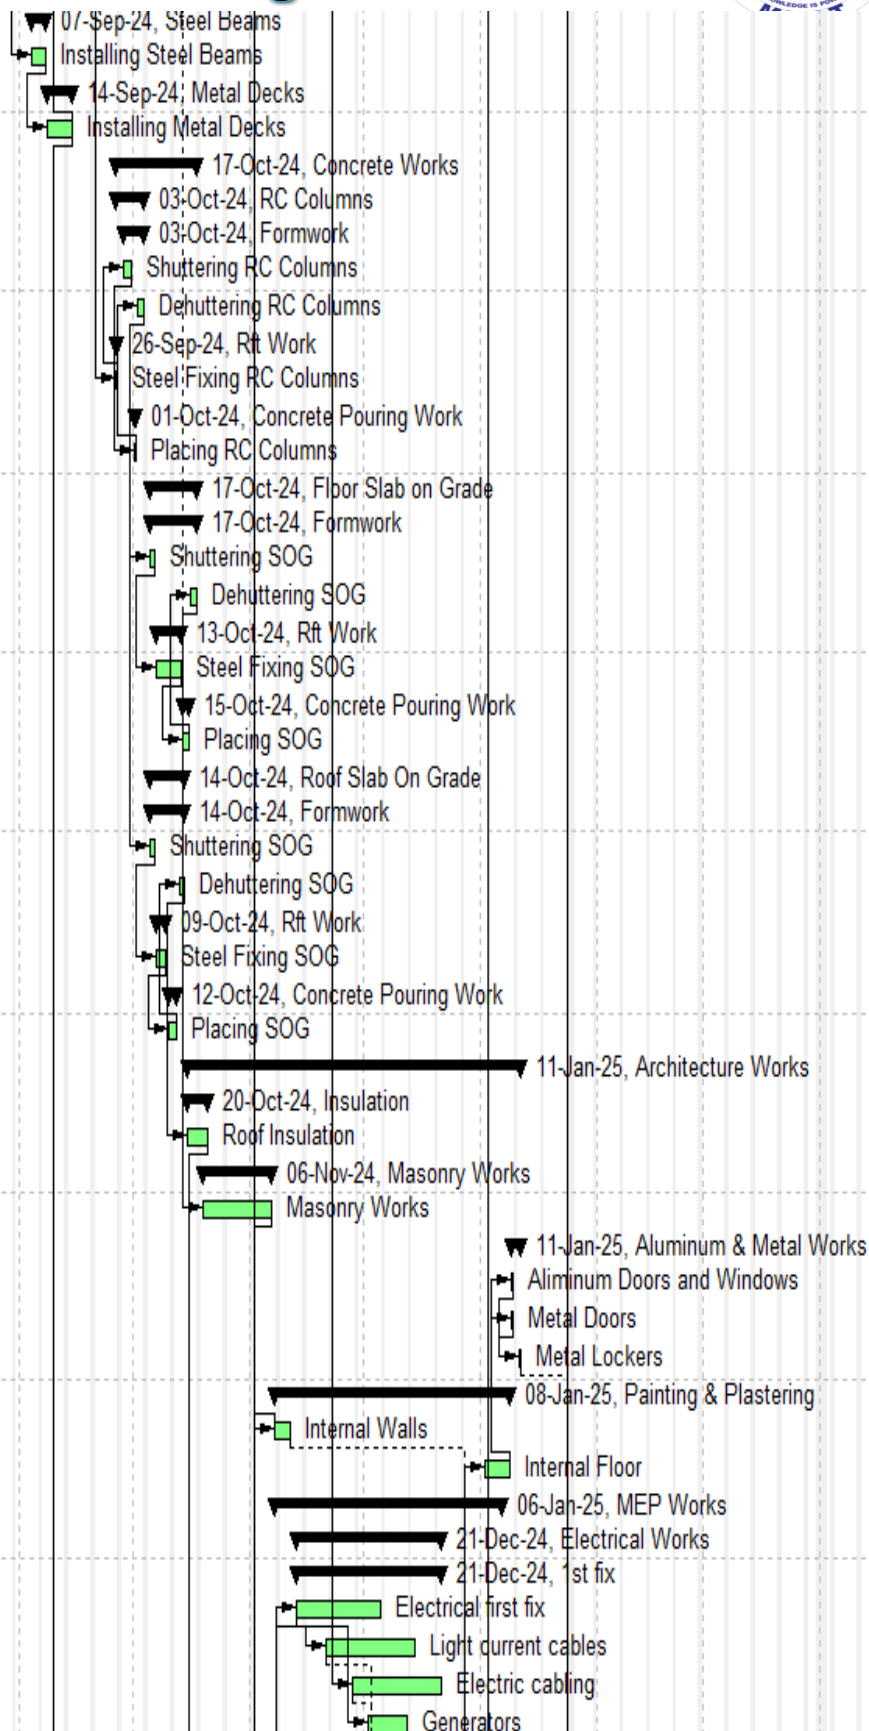 KNOWLEDGE IS POW
07-Sep-24, Steel Beams
Installing Steel Beams
14-Sep-24, Metal Decks
Installing Metal Decks
17-Oct-24, Concrete Works
03-Oct-24, RC Columns
03-Oct-24, Formwork
Shuttering RC Columns
Dehuttering RC Columns
26-Sep-24, Rft Work
Steel Fixing RC Columns
01-Oct-24, Concrete Pouring Work
Placing RC Columns
17-Oct-24, Floor Slab on Grade
17-Oct-24, Formwork
Shuttering SOG
Dehuttering SOG
13-Oct-24, Rft Work
Steel Fixing SOG
15-Oct-24, Concrete Pouring Work
Placing SOG
14-Oct-24, Roof Slab On Grade
14-Oct-24, Formwork
Shuttering SOG
Dehuttering SOG
09-Oct-24, Rft Work
Steel Fixing SOG
12-Oct-24, Concrete Pouring Work
Placing SOG
11-Jan-25, Architecture Works
20-Oct-24, Insulation
Roof Insulation
06-Nov-24, Masonry Works
Masonry Works
11-Jan-25, Aluminum & Metal Works
Aliminum Doors and Windows
Metal Doors
Metal Lockers
08-Jan-25, Painting & Plastering
Internal Walls
Internal Floor
06-Jan-25, MEP Works
21-Dec-24, Electrical Works
21-Dec-24, 1st fix
Electrical first fix
Light current cables
Electric cabling
Generators